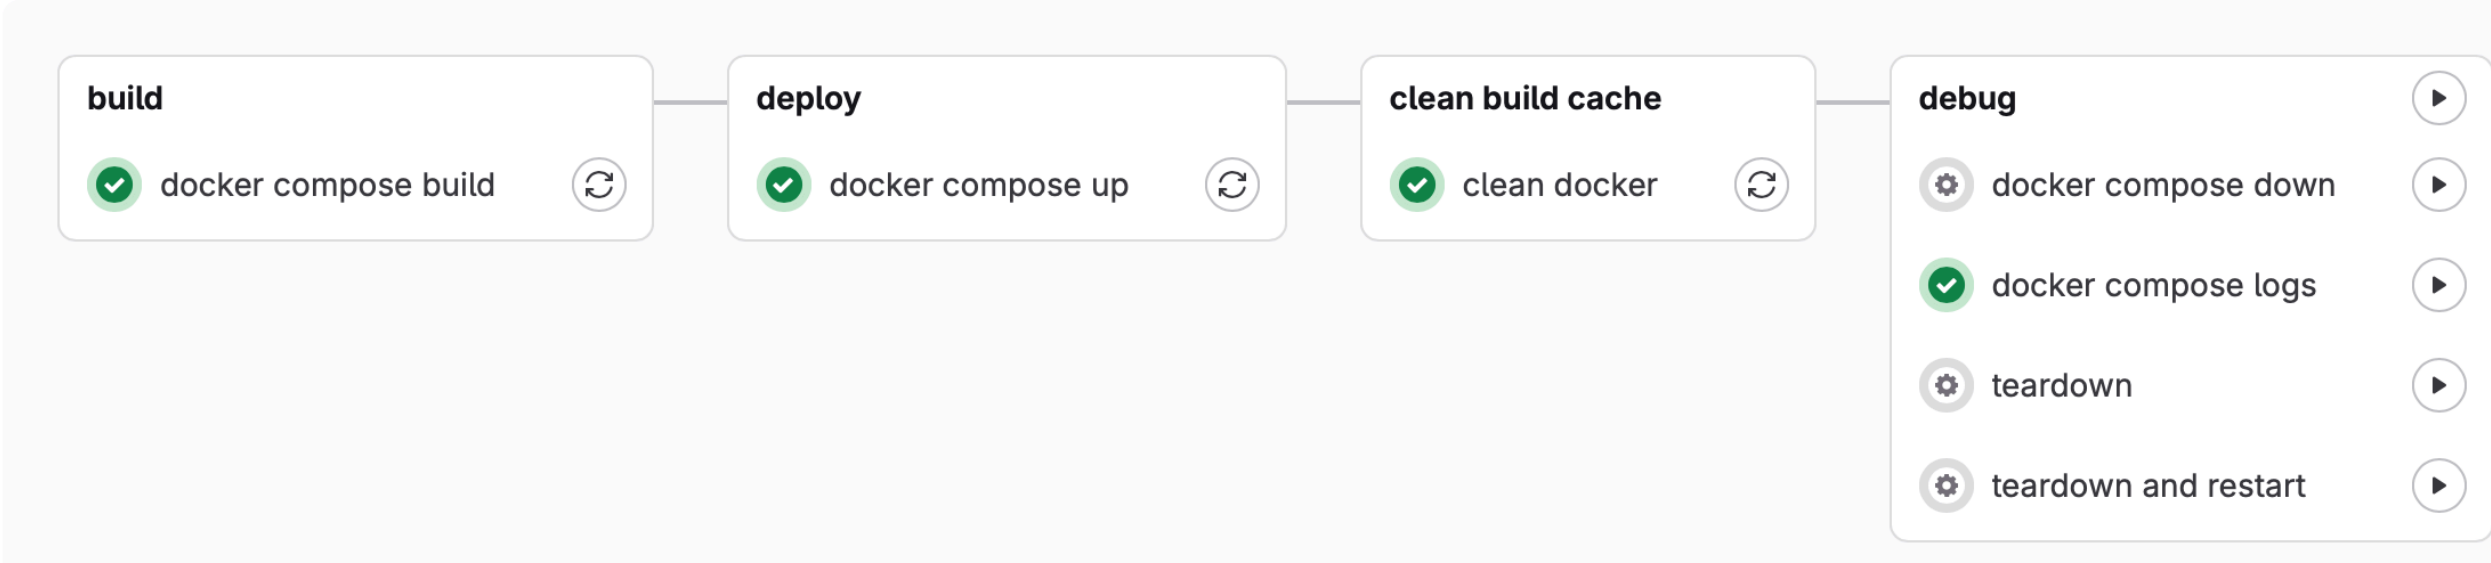 build
docker compose build
deploy
docker compose up
clean build cache
clean docker
debug
docker compose down
docker compose logs
teardown
teardown and restart